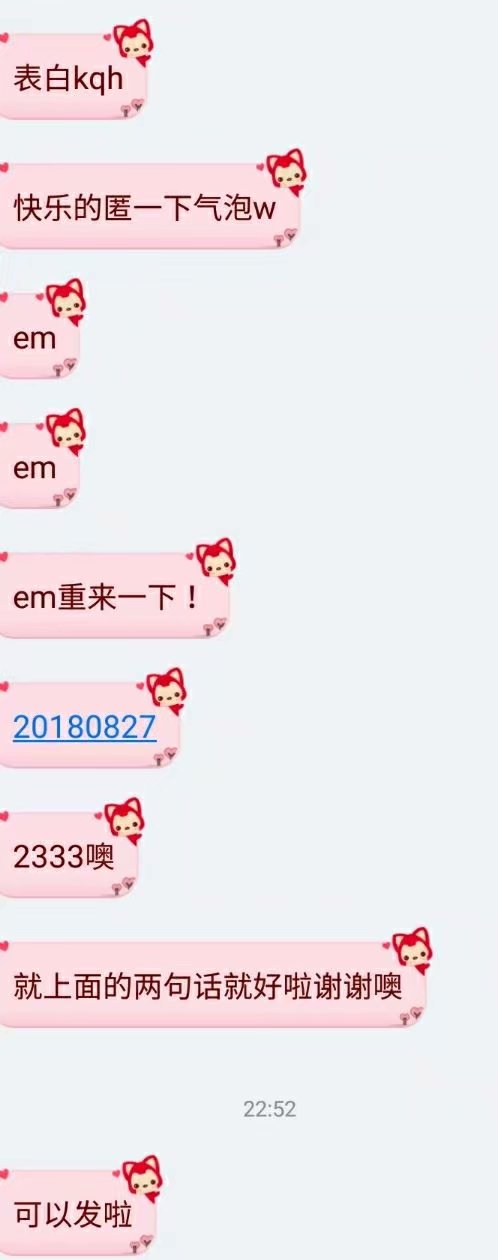 表白kqh
快乐的匿一下气泡w
em
em
em重来一下！
20180827
2333噢
就上面的两句话就好啦谢谢噢
22:52
可以发啦